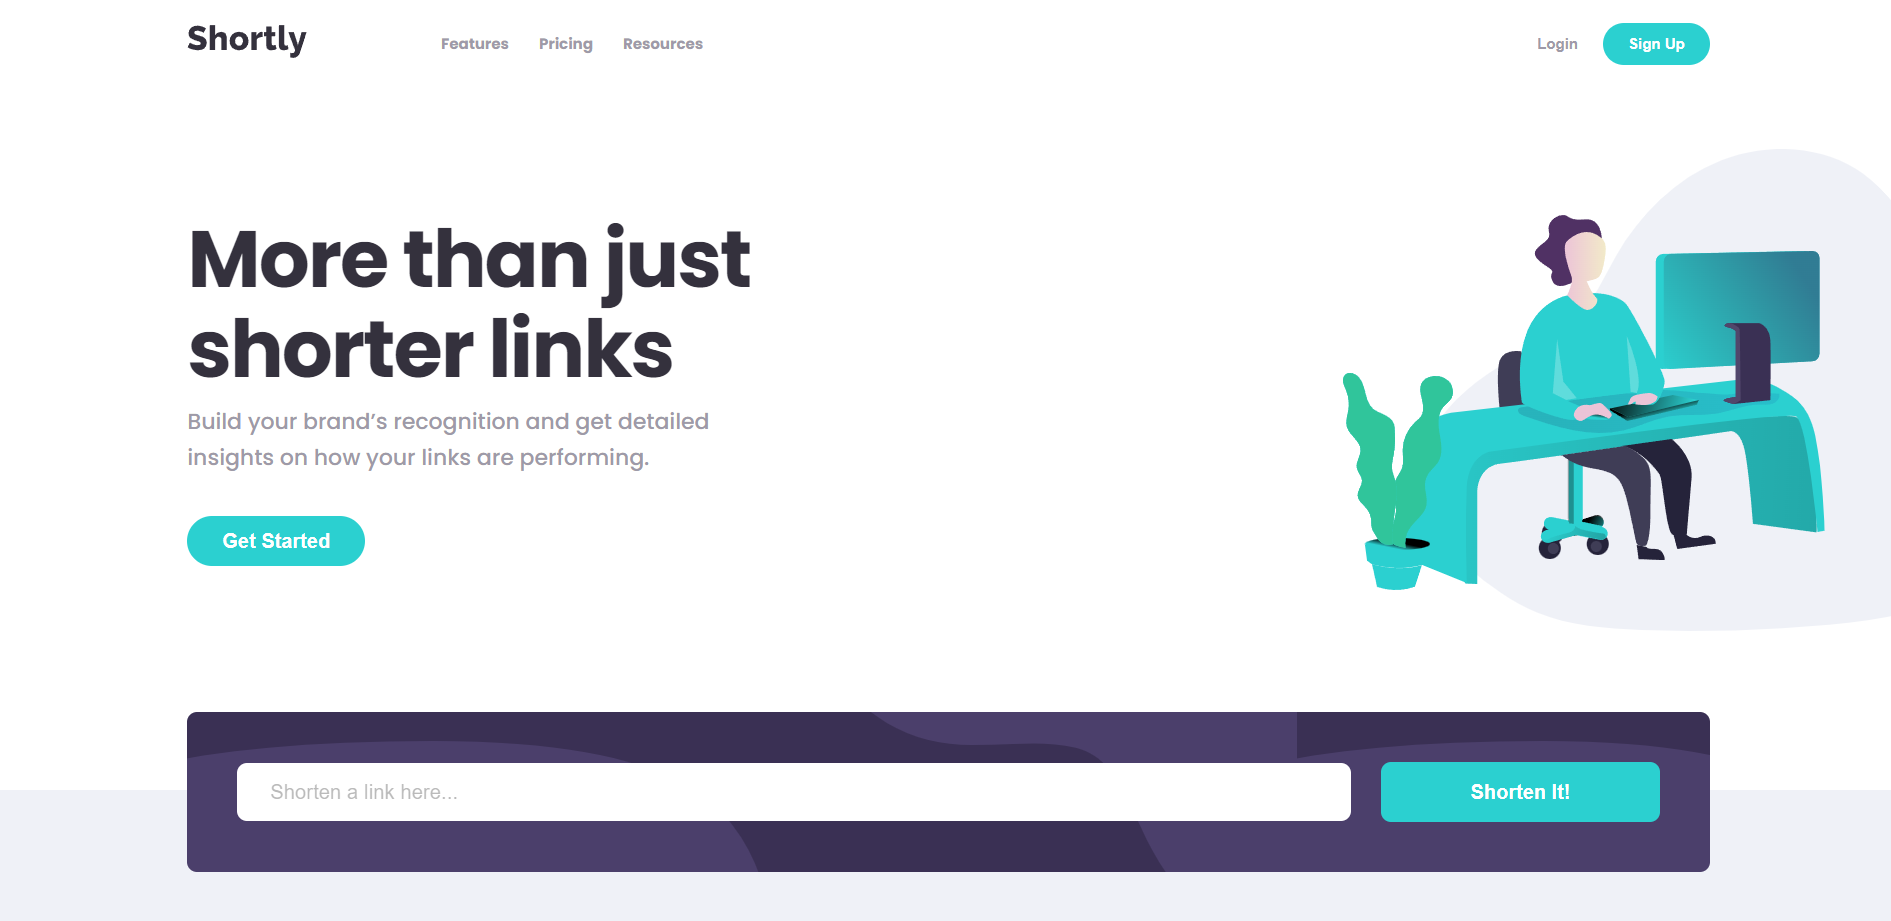 Shortly
Features Pricing Resources
Login
Sign Up
More than just
shorter links
Build your brand’s recognition and get detailed
insights on how your links are performing.
Get Started
Shorten a link here...
Shorten It!